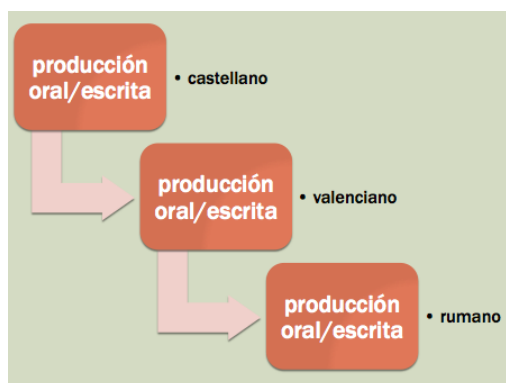 producción
oral/escrita
• castellano
producción
oral/escrita
• valenciano
producción
oral/escrita
• rumano